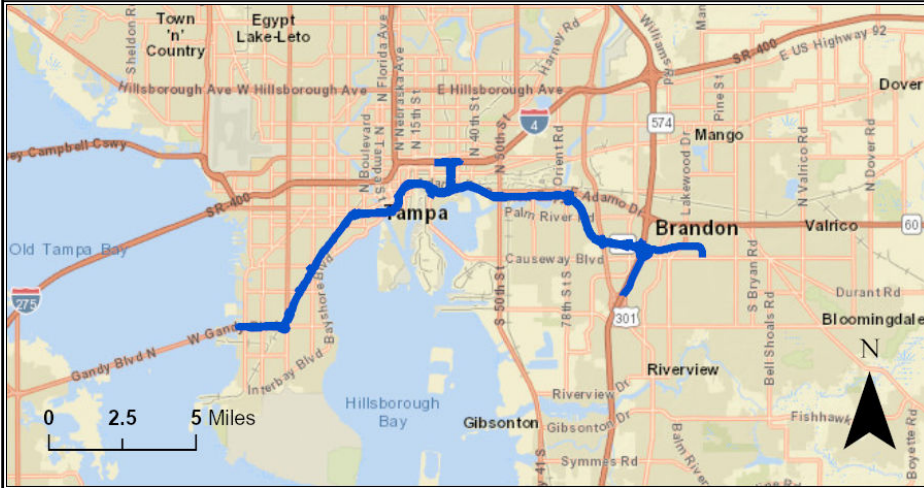 Sheldon Rd
Town
'n'
Country
Egypt
Lake-Leto
N Florida Ave
N Nebraska Ave
N 15th St
N 40th St
Harney Rd
Williams Rd
SR-400
E US Highway 92
Dover
Hillsborough Ave W Hillsborough Ave
E Hillsborough Ave
4
574
Pine St
Mango
N Boulevard
N Tampa S
N 50th St
Orient Rd
Lakewood Dr
N Valrico Rd
N Dover Rd
ey Campbell Cswy
SR-400
E Adamo Dr
Tampa
Palm River Rd
Brandon
Valrico
60
Old Tampa Bay
Causeway Blvd
275
Bayshore Blvd
S 50th St
78th St S
S Bryan Rd
Durant Rd
301
Bloomingdale
W Gandy
Gandy Blvd N
Interbay Blvd
Bell Shoals Rd
N
Riverview
Riverview Dr
0 2.5 5 Miles
Hillsborough
Bay
Gibsonton
Gibsonton Dr
Fishhawk
Balm River
Boyette Rd
41 S
Symmes Rd